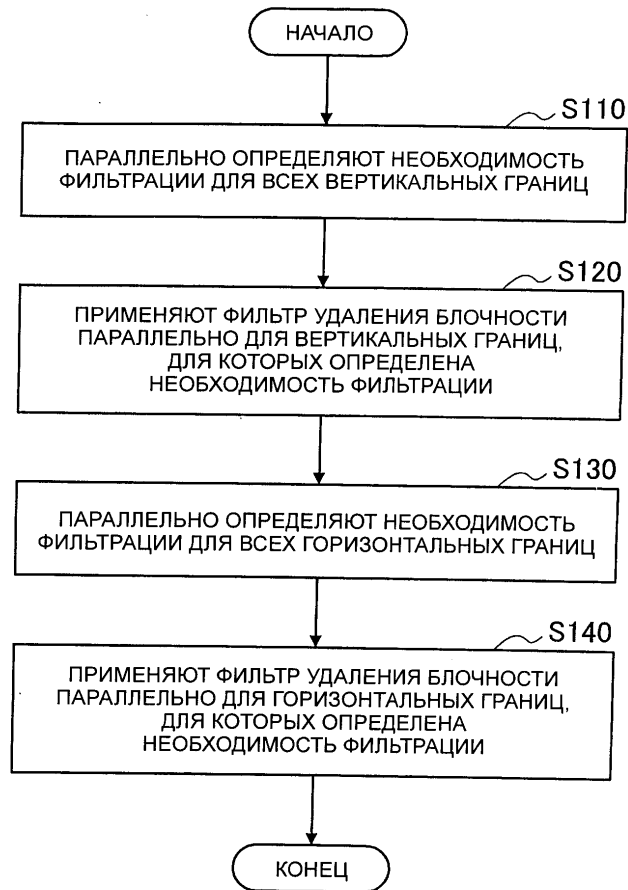 НАЧАЛО
S110
ПАРАЛЛЕЛЬНО ОПРЕДЕЛЯЮТ НЕОБХОДИМОСТЬ
ФИЛЬТРАЦИИ ДЛЯ ВСЕХ ВЕРТИКАЛЬНЫХ ГРАНИЦ
S120
ПРИМЕНЯЮТ ФИЛЬТР УДАЛЕНИЯ БЛОЧНОСТИ
ПАРАЛЛЕЛЬНО ДЛЯ ВЕРТИКАЛЬНЫХ ГРАНИЦ,
ДЛЯ КОТОРЫХ ОПРЕДЕЛЕНА
НЕОБХОДИМОСТЬ ФИЛЬТРАЦИИ
S130
ПАРАЛЛЕЛЬНО ОПРЕДЕЛЯЮТ НЕОБХОДИМОСТЬ
ФИЛЬТРАЦИИ ДЛЯ ВСЕХ ГОРИЗОНТАЛЬНЫХ ГРАНИЦ
S140
ПРИМЕНЯЮТ ФИЛЬТР УДАЛЕНИЯ БЛОЧНОСТИ
ПАРАЛЛЕЛЬНО ДЛЯ ГОРИЗОНТАЛЬНЫХ ГРАНИЦ,
ДЛЯ КОТОРЫХ ОПРЕДЕЛЕНА
НЕОБХОДИМОСТЬ ФИЛЬТРАЦИИ
КОНЕЦ